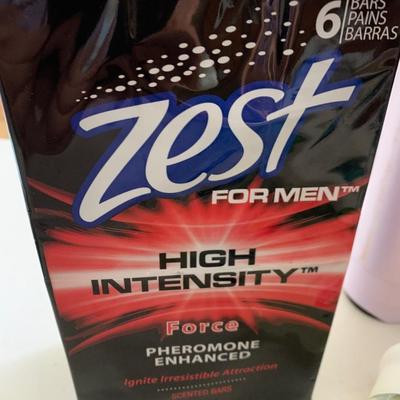 6 BARS
PAINS
BARRAS
Zest
FOR MEN™
HIGH
INTENSITY™
Force
PHEROMONE
ENHANCED
Ignite Irresistible Attraction
SCENTED BARS